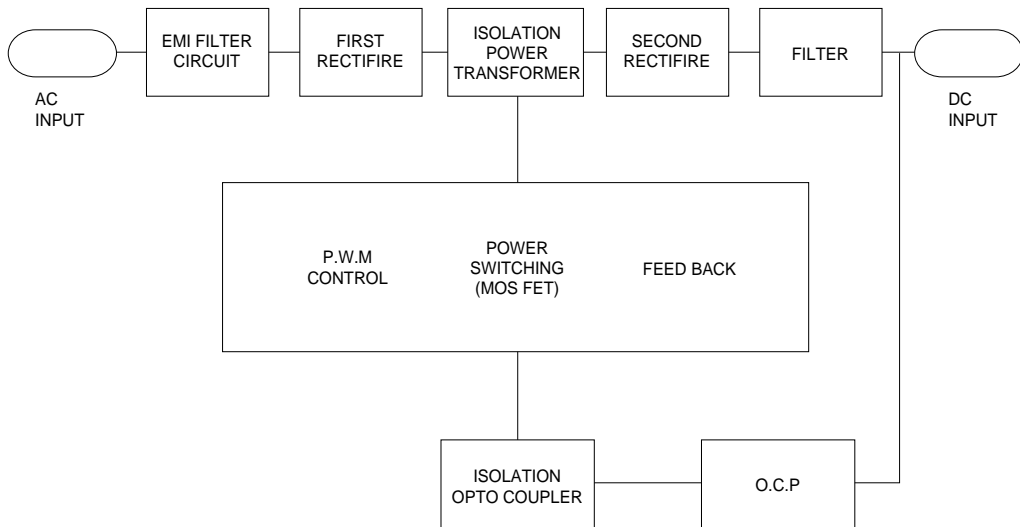 EMI FILTER
CIRCUIT
FIRST
RECTIFIRE
ISOLATION
POWER
TRANSFORMER
SECOND
RECTIFIRE
FILTER
AC
INPUT
DC
INPUT
P.W.M
CONTROL
POWER
SWITCHING
(MOS FET)
FEED BACK
ISOLATION
OPTO COUPLER
O.C.P